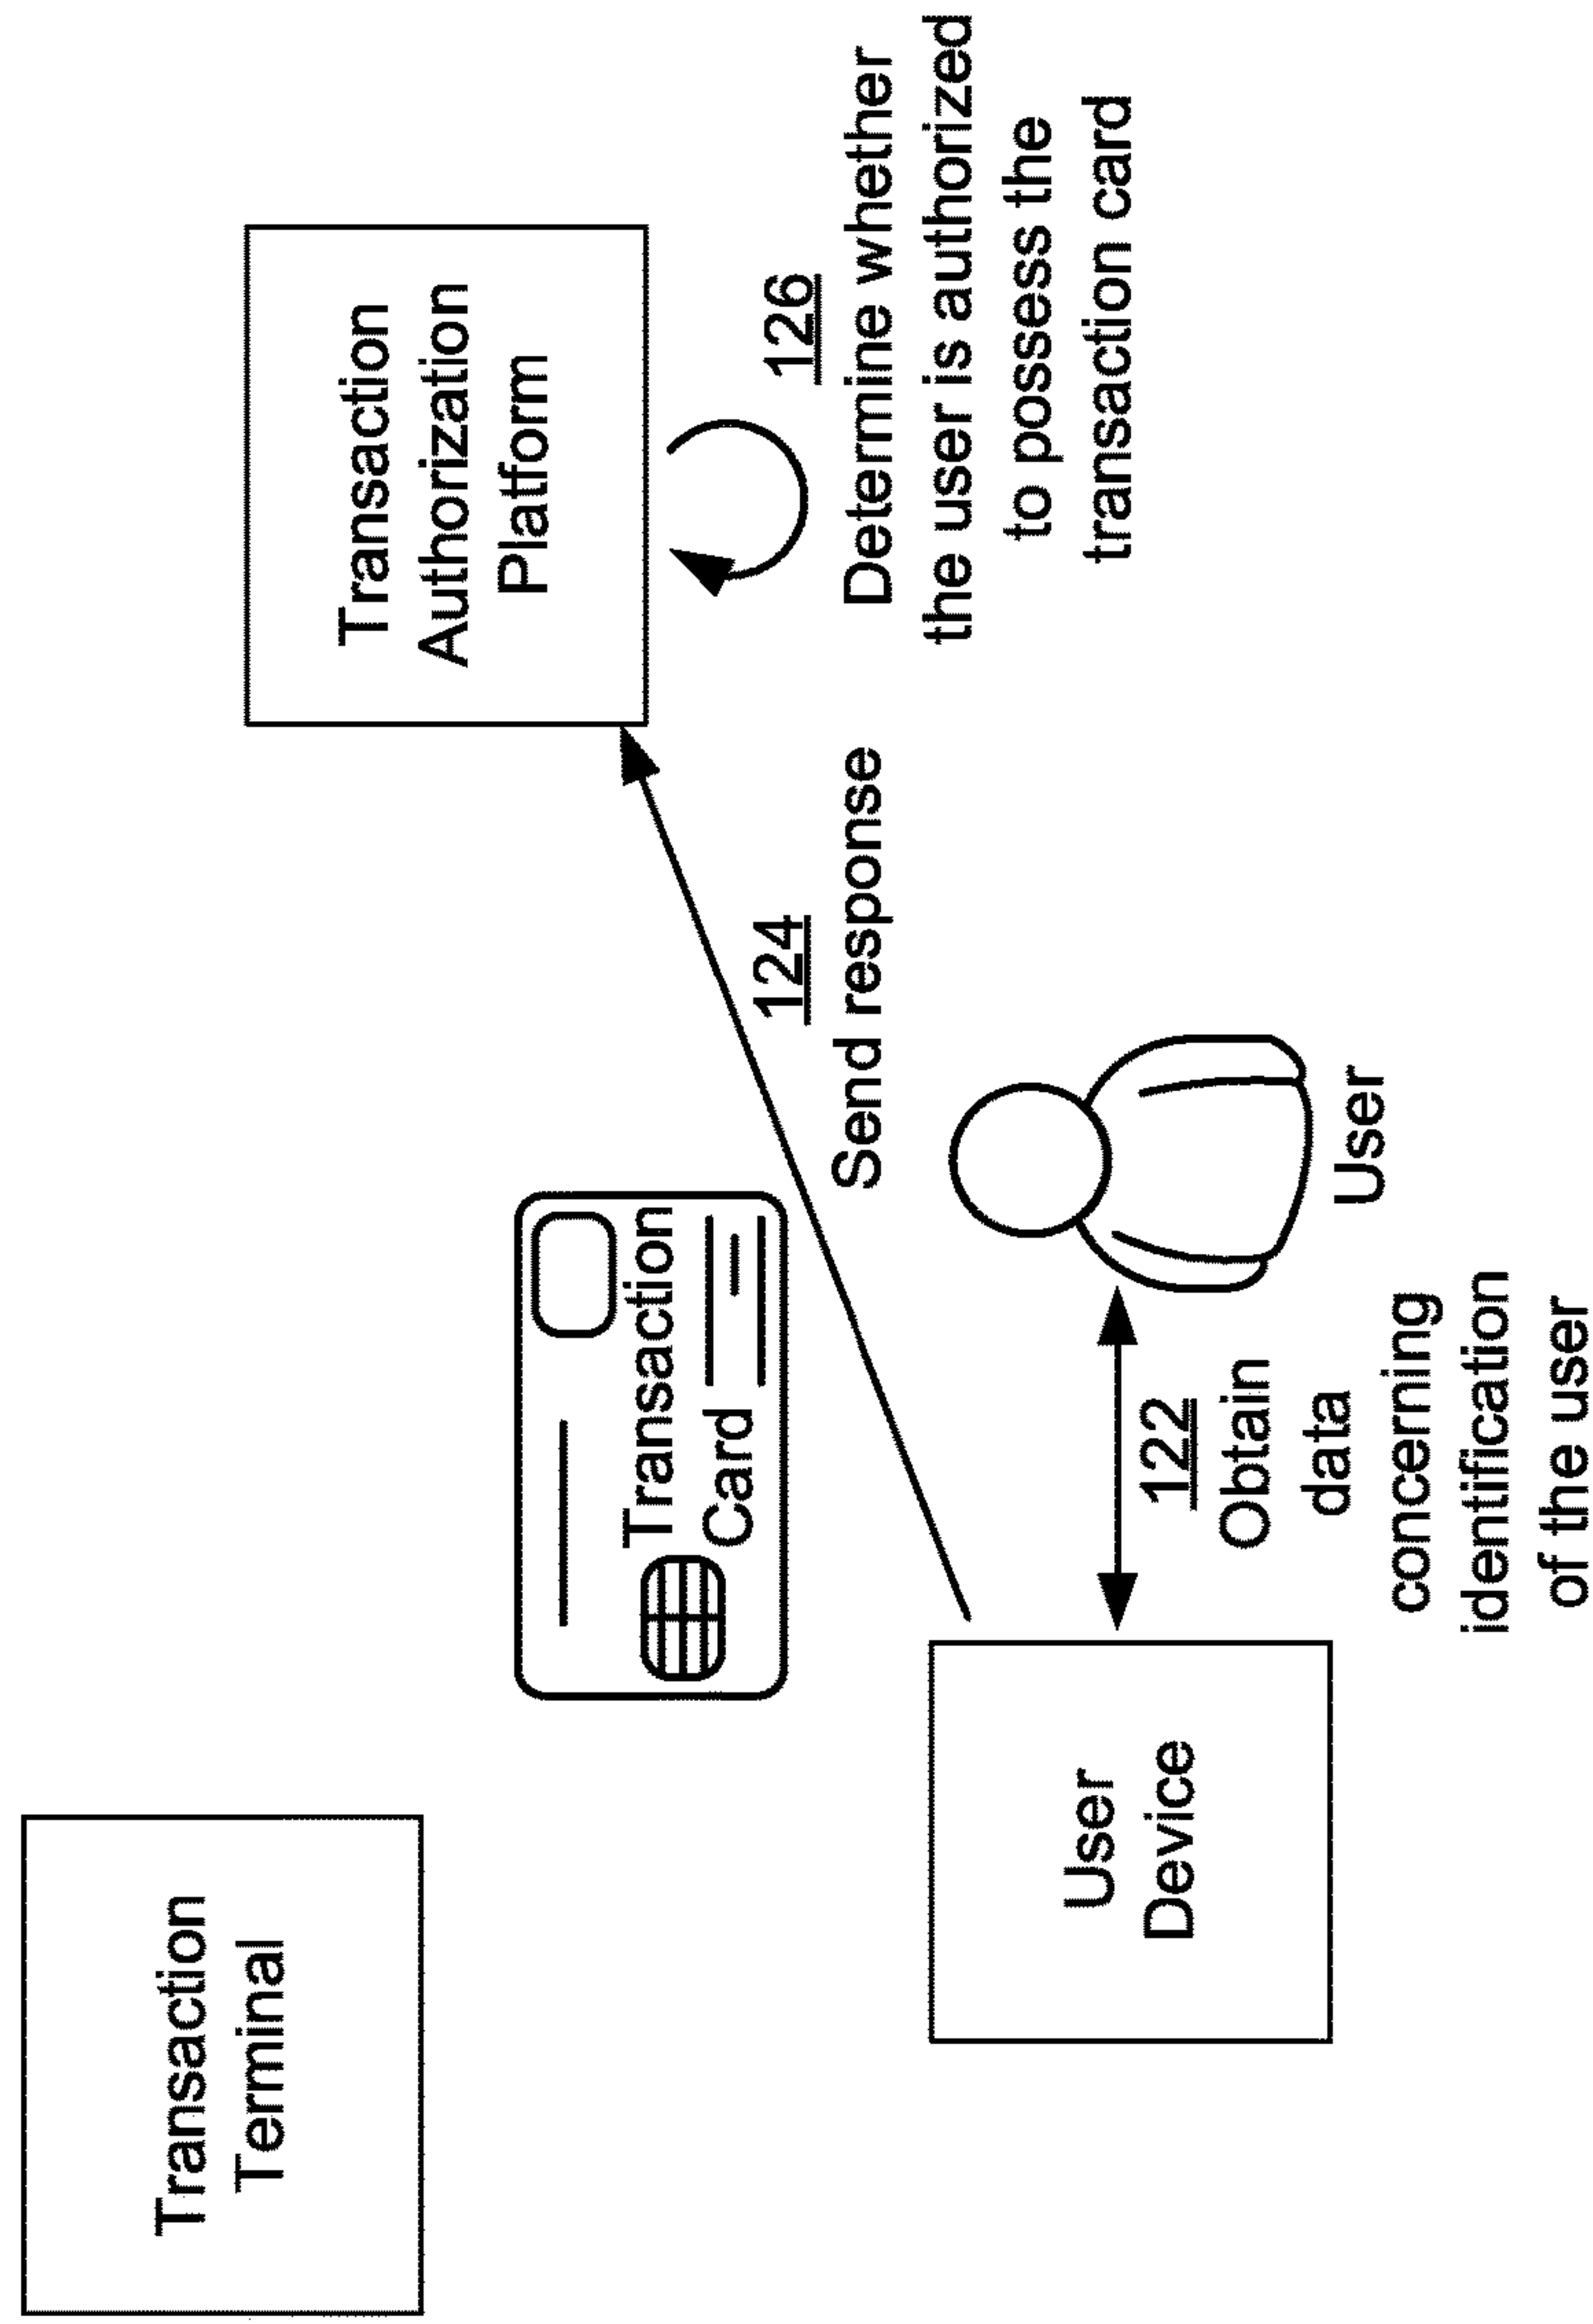 Transaction
Terminal
Transaction
Authorization
Platform
Transaction
Card
124
Send response
126
Determine whether
the user is authorized
to possess the
transaction card
User
Device
122
Obtain
data
concerning
identification
of the user
User